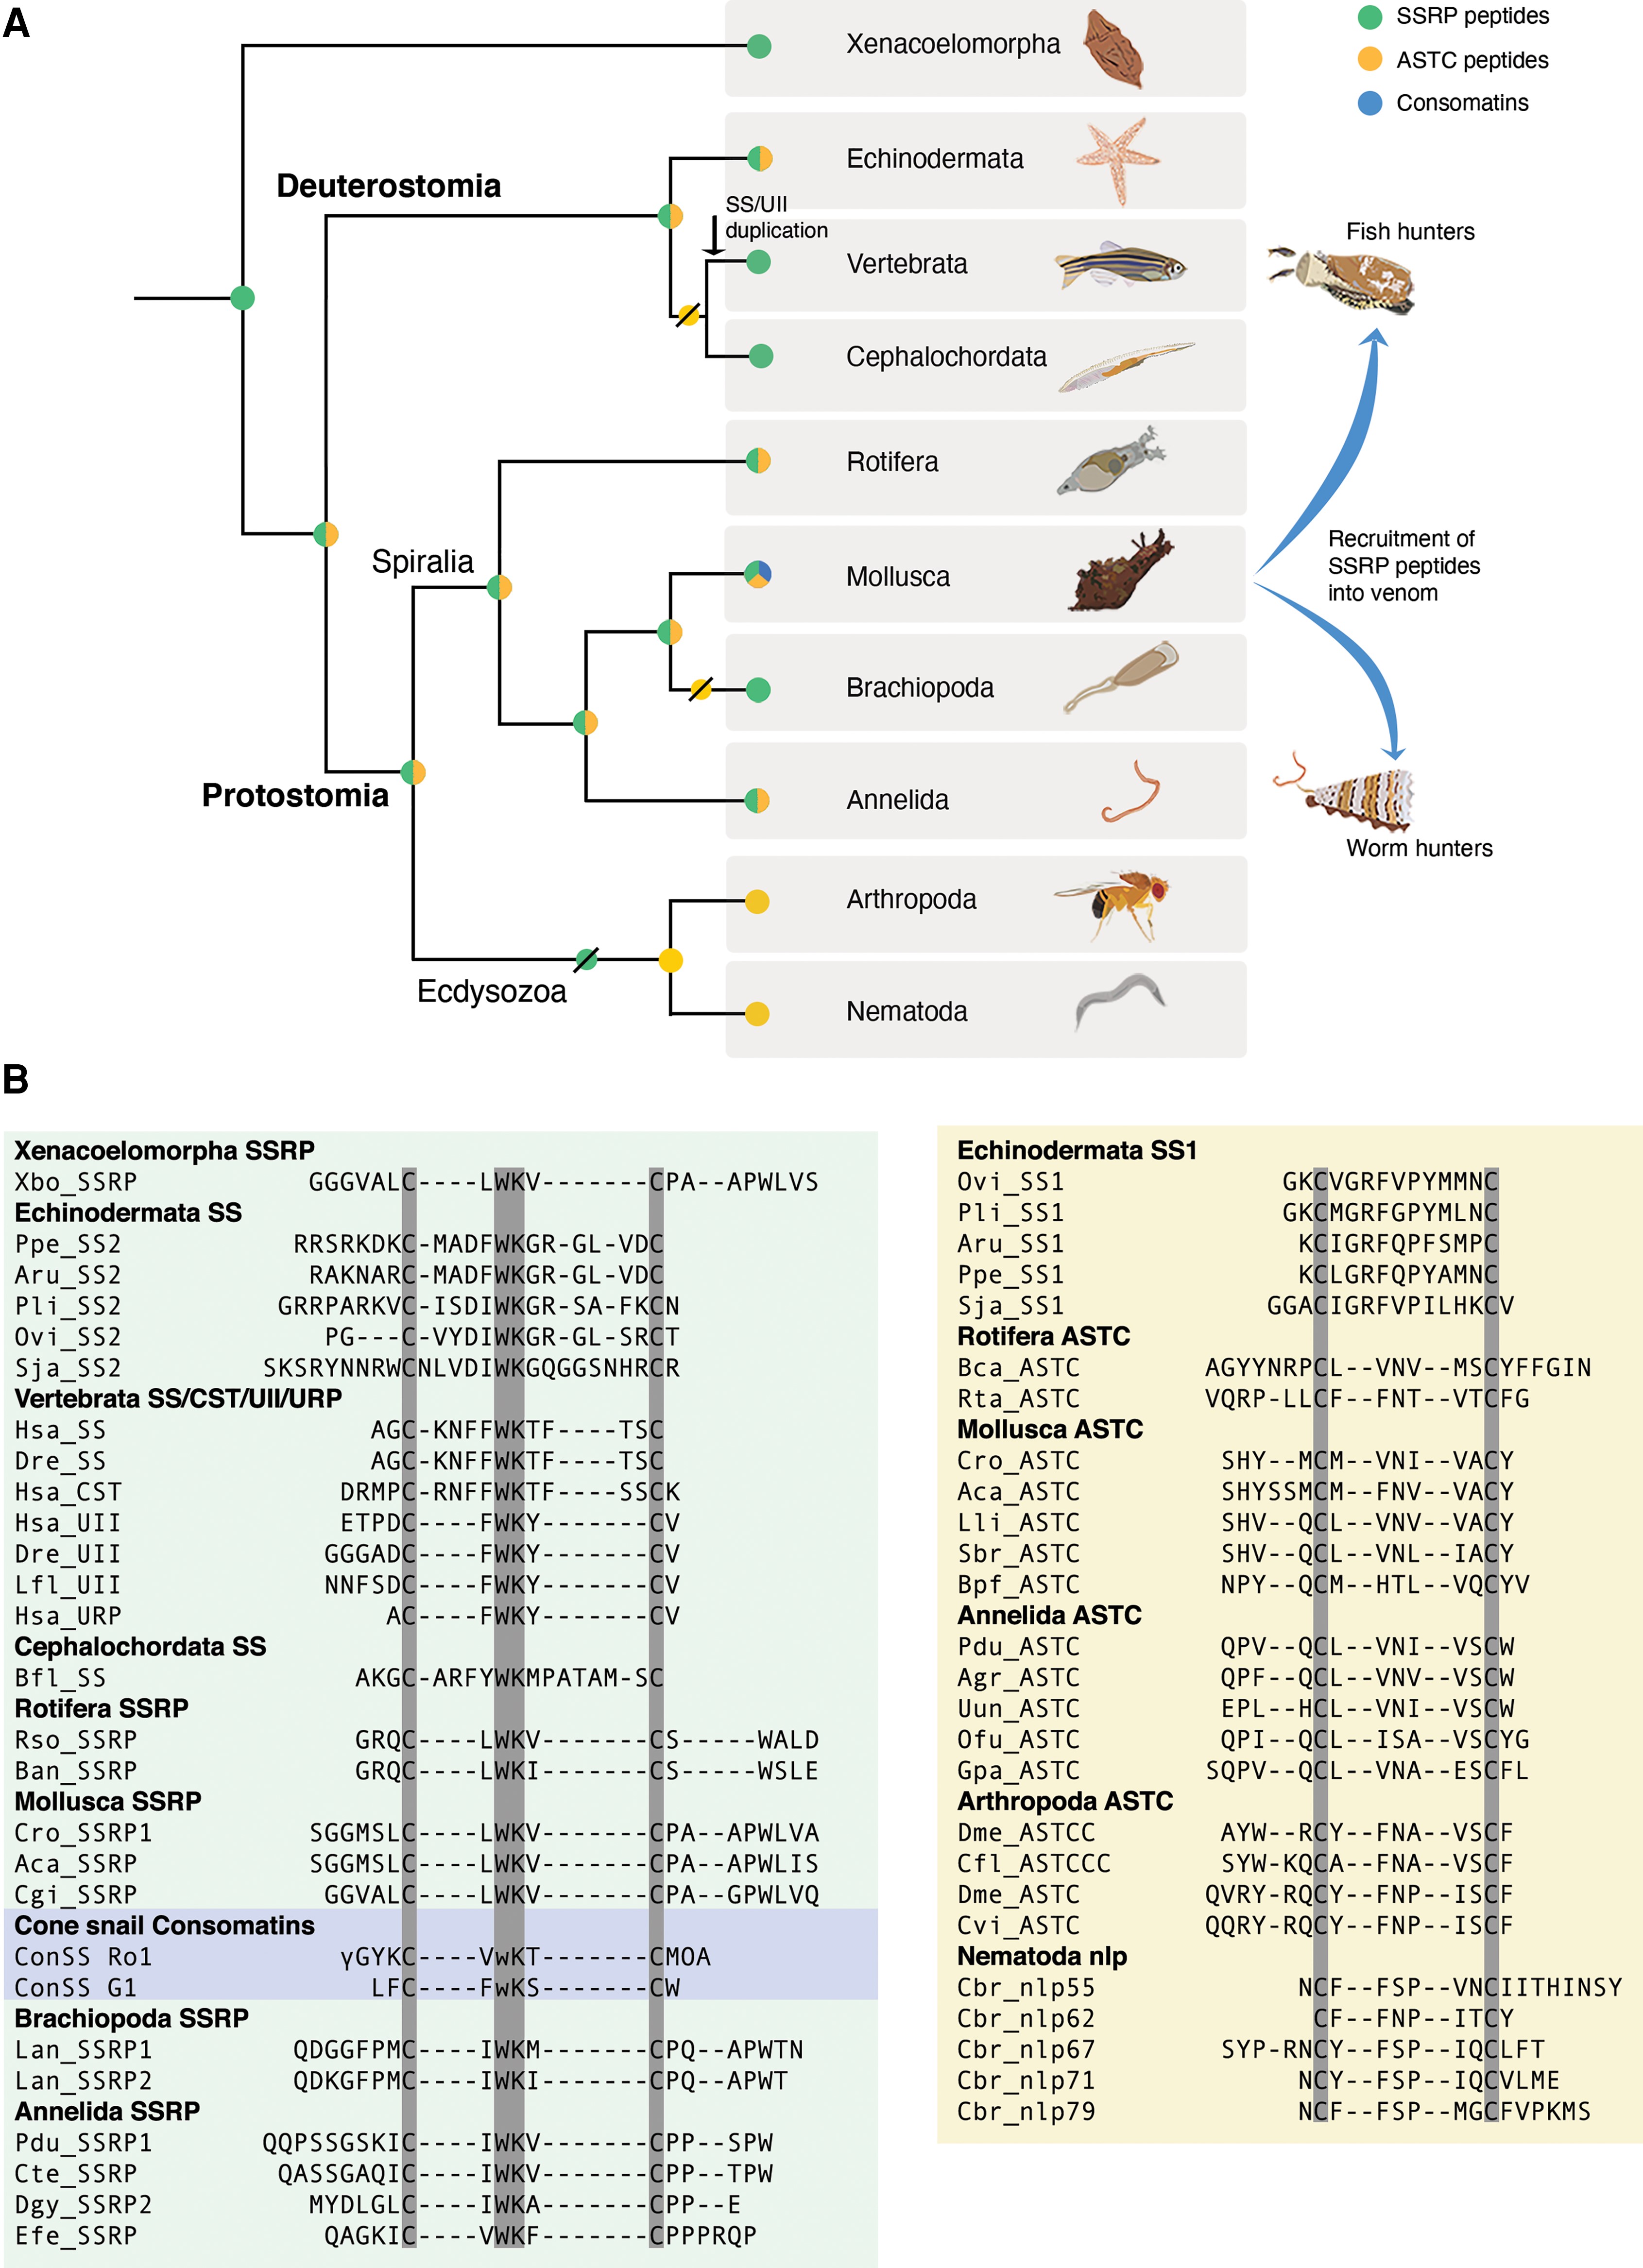 A
SSRP peptides
ASTC peptides
Consomatins
Xenacoelomorpha
Echinodermata
Deuterostomia
SS/UII
duplication
Vertebrata
Fish hunters
Cephalochordata
Rotifera
Recruitment of
SSRP peptides
into venom
Spiralia
Mollusca
Brachiopoda
Protostomia
Annelida
Worm hunters
Arthropoda
Ecdysozoa
Nematoda
B
Xenacoelomorpha SSRP
Xbo_SSRP GGGVALC----LWKV-------CPA--APWLVS
Echinodermata SS
Ppe_SS2 RRSRKDKC-MADFWKGR-GL-VDC
Aru_SS2 RAKNARC-MADFWKGR-GL-VDC
Pli_SS2 GRRPARKVC-ISDIWKGR-SA-FKCN
Ovi_SS2 PG---C-VYDIWKGR-GL-SRCT
Sja_SS2 SKSRYNNRWCNLVDIWKGQGGSNHRCR
Vertebrata SS/CST/UII/URP
Hsa_SS AGC-KNFFWKTF----TSC
Dre_SS AGC-KNFFWKTF----TSC
Hsa_CST DRMPC-RNFFWKTF----SSCK
Hsa_UII ETPDC----FWKY-------CV
Dre_UII GGGADC----FWKY-------CV
Lfl_UII NNFSDC----FWKY-------CV
Hsa_URP AC----FWKY-------CV
Cephalochordata SS
Bfl_SS AKGC-ARFYWKMPATAM-SC
Rotifera SSRP
Rso_SSRP GRQC----LWKV-------CS-----WALD
Ban_SSRP GRQC----LWKI-------CS-----WSLE
Mollusca SSRP
Cro_SSRP1 SGGMSLC----LWKV-------CPA--APWLVA
Aca_SSRP SGGMSLC----LWKV-------CPA--APWLIS
Cgi_SSRP GGVALC----LWKV-------CPA--GPWLVQ
Cone snail Consomatins
ConSS Ro1 γGYKC----VwKT-------CMOA
ConSS G1 LFC----FwKS-------CW
Brachiopoda SSRP
Lan_SSRP1 QDGGFPMC----IWKM-------CPQ--APWTN
Lan_SSRP2 QDKGFPMC----IWKI-------CPQ--APWT
Annelida SSRP
Pdu_SSRP1 QQPSSGSKIC----IWKV-------CPP--SPW
Cte_SSRP QASSGAQIC----IWKV-------CPP--TPW
Dgy_SSRP2 MYDLGLC----IWKA-------CPP--E
Efe_SSRP QAGKIC----VWKF-------CPPPRQP
Echinodermata SS1
Ovi_SS1 GKCVGRFVPYMMNC
Pli_SS1 GKCMGRFGPYMLNC
Aru_SS1 KCIGRFQPFSMPC
Ppe_SS1 KCLGRFQPYAMNC
Sja_SS1 GGACIGRFVPILHKCV
Rotifera ASTC
Bca_ASTC AGYYNRPCL--VNV--MSCYFFGIN
Rta_ASTC VQRP-LLCF--FNT--VTCFG
Mollusca ASTC
Cro_ASTC SHY--MCM--VNI--VACY
Aca_ASTC SHYSSMCM--FNV--VACY
Lli_ASTC SHV--QCL--VNV--VACY
Sbr_ASTC SHV--QCL--VNL--IACY
Bpf_ASTC NPY--QCM--HTL--VQCYV
Annelida ASTC
Pdu_ASTC QPV--QCL--VNI--VSCW
Agr_ASTC QPF--QCL--VNV--VSCW
Uun_ASTC EPL--HCL--VNI--VSCW
Ofu_ASTC QPI--QCL--ISA--VSCYG
Gpa_ASTC SQPV--QCL--VNA--ESCFL
Arthropoda ASTC
Dme_ASTCC AYW--RCY--FNA--VSCF
Cfl_ASTCCC SYW-KQCA--FNA--VSCF
Dme_ASTC QVRY-RQCY--FNP--ISCF
Cvi_ASTC QQRY-RQCY--FNP--ISCF
Nematoda nlp
Cbr_nlp55 NCF--FSP--VNCIITHINSY
Cbr_nlp62 CF--FNP--ITCY
Cbr_nlp67 SYP-RNCY--FSP--IQCLFT
Cbr_nlp71 NCY--FSP--IQCVLME
Cbr_nlp79 NCF--FSP--MGCFVPKMS